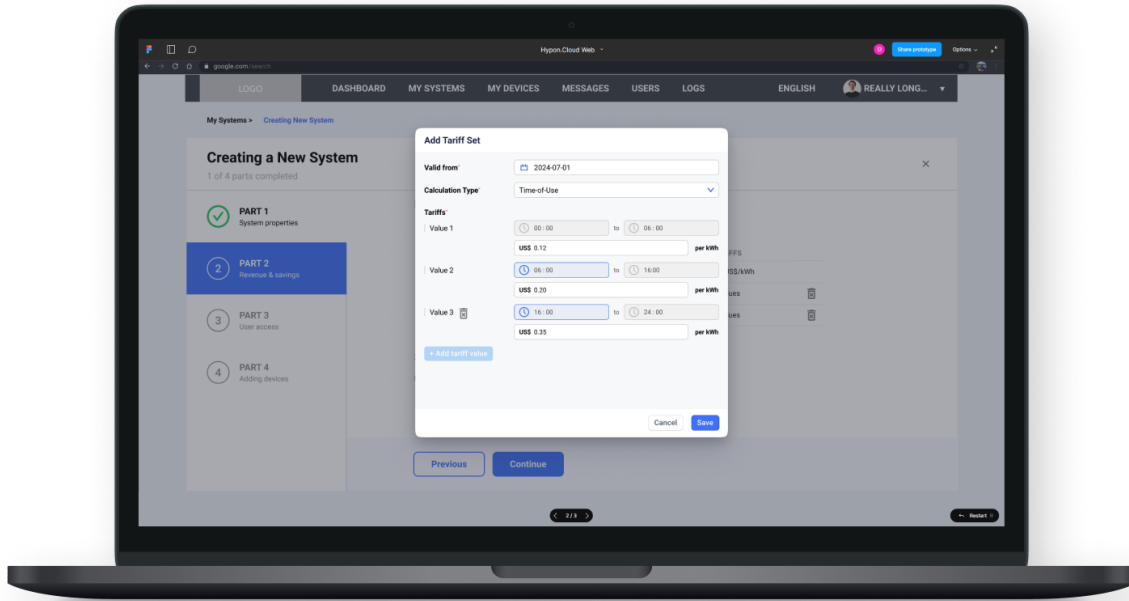 Hypon.Cloud Web
D
Share prototype
Options
google.com/search
LOGO
DASHBOARD
MY SYSTEMS
MY DEVICES
MESSAGES
USERS
LOGS
ENGLISH
REALLY LONG...
My Systems >
Creating New System
Creating a New System
1 of 4 parts completed
PART 1
System properties
2
PART 2
Revenue & savings
3
PART 3
User access
4
PART 4
Adding devices
Add Tariff Set
Valid from*
2024-07-01
Calculation Type*
Time-of-Use
Tariffs*
Value 1
00 : 00
to
06 : 00
US$ 0.12
per kWh
Value 2
06 : 00
to
16:00
US$ 0.20
per kWh
Value 3
16 : 00
to
24 : 00
US$ 0.35
per kWh
+ Add tariff value
Cancel
Save
Previous
Continue
2 / 3
Restart